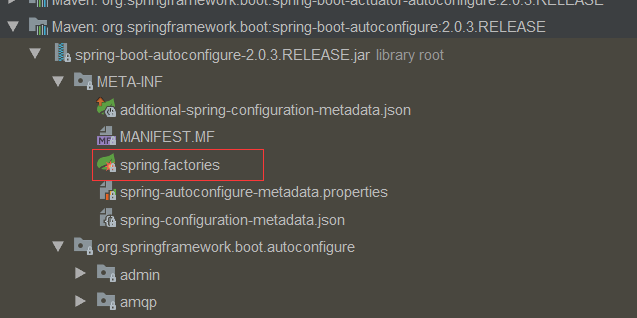 Maven: org.springframework.boot:spring-boot-actuator-autoconfigure:2.0.3.RELEASE
Maven: org.springframework.boot:spring-boot-autoconfigure:2.0.3.RELEASE
spring-boot-autoconfigure-2.0.3.RELEASE.jar library root
META-INF
additional-spring-configuration-metadata.json
MF MANIFEST.MF
spring.factories
spring-autoconfigure-metadata.properties
spring-configuration-metadata.json
org.springframework.boot.autoconfigure
admin
amqp